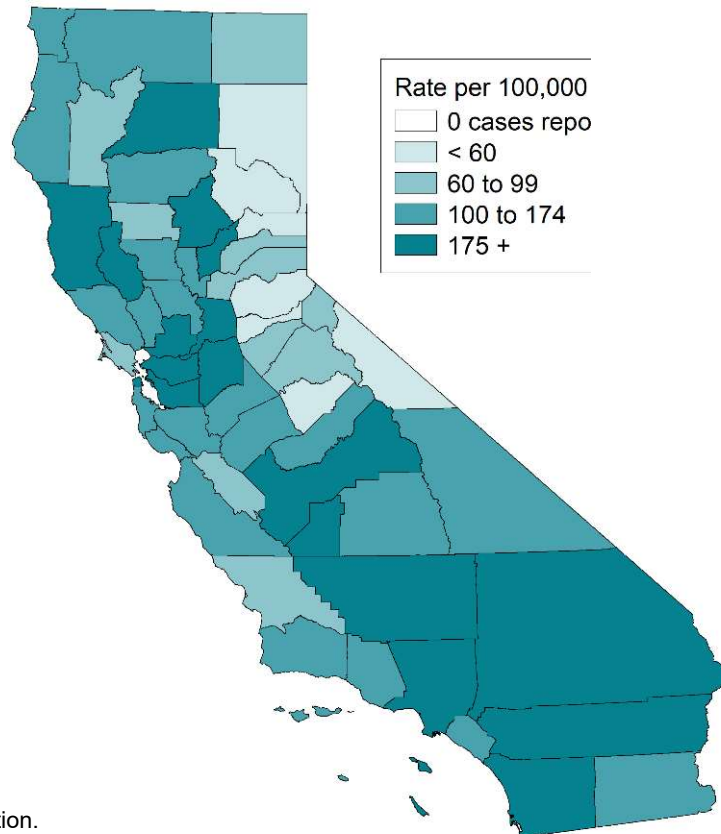 Rate per 100,000
0 cases repo
< 60
60 to 99
100 to 174
175 +
tion.